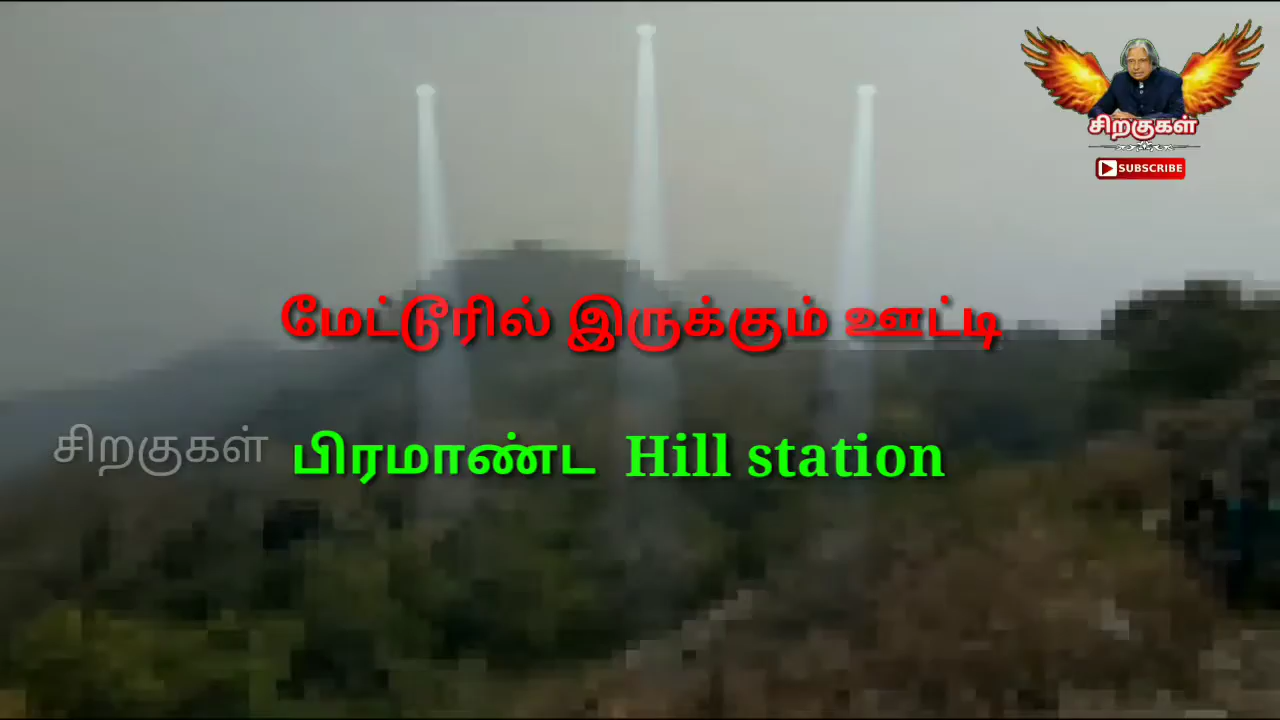 சிறகுகள்
SUBSCRIBE
மேட்டூரில் இருக்கும் ஊட்டி
சிறகுகள்
பிரமாண்ட Hill station